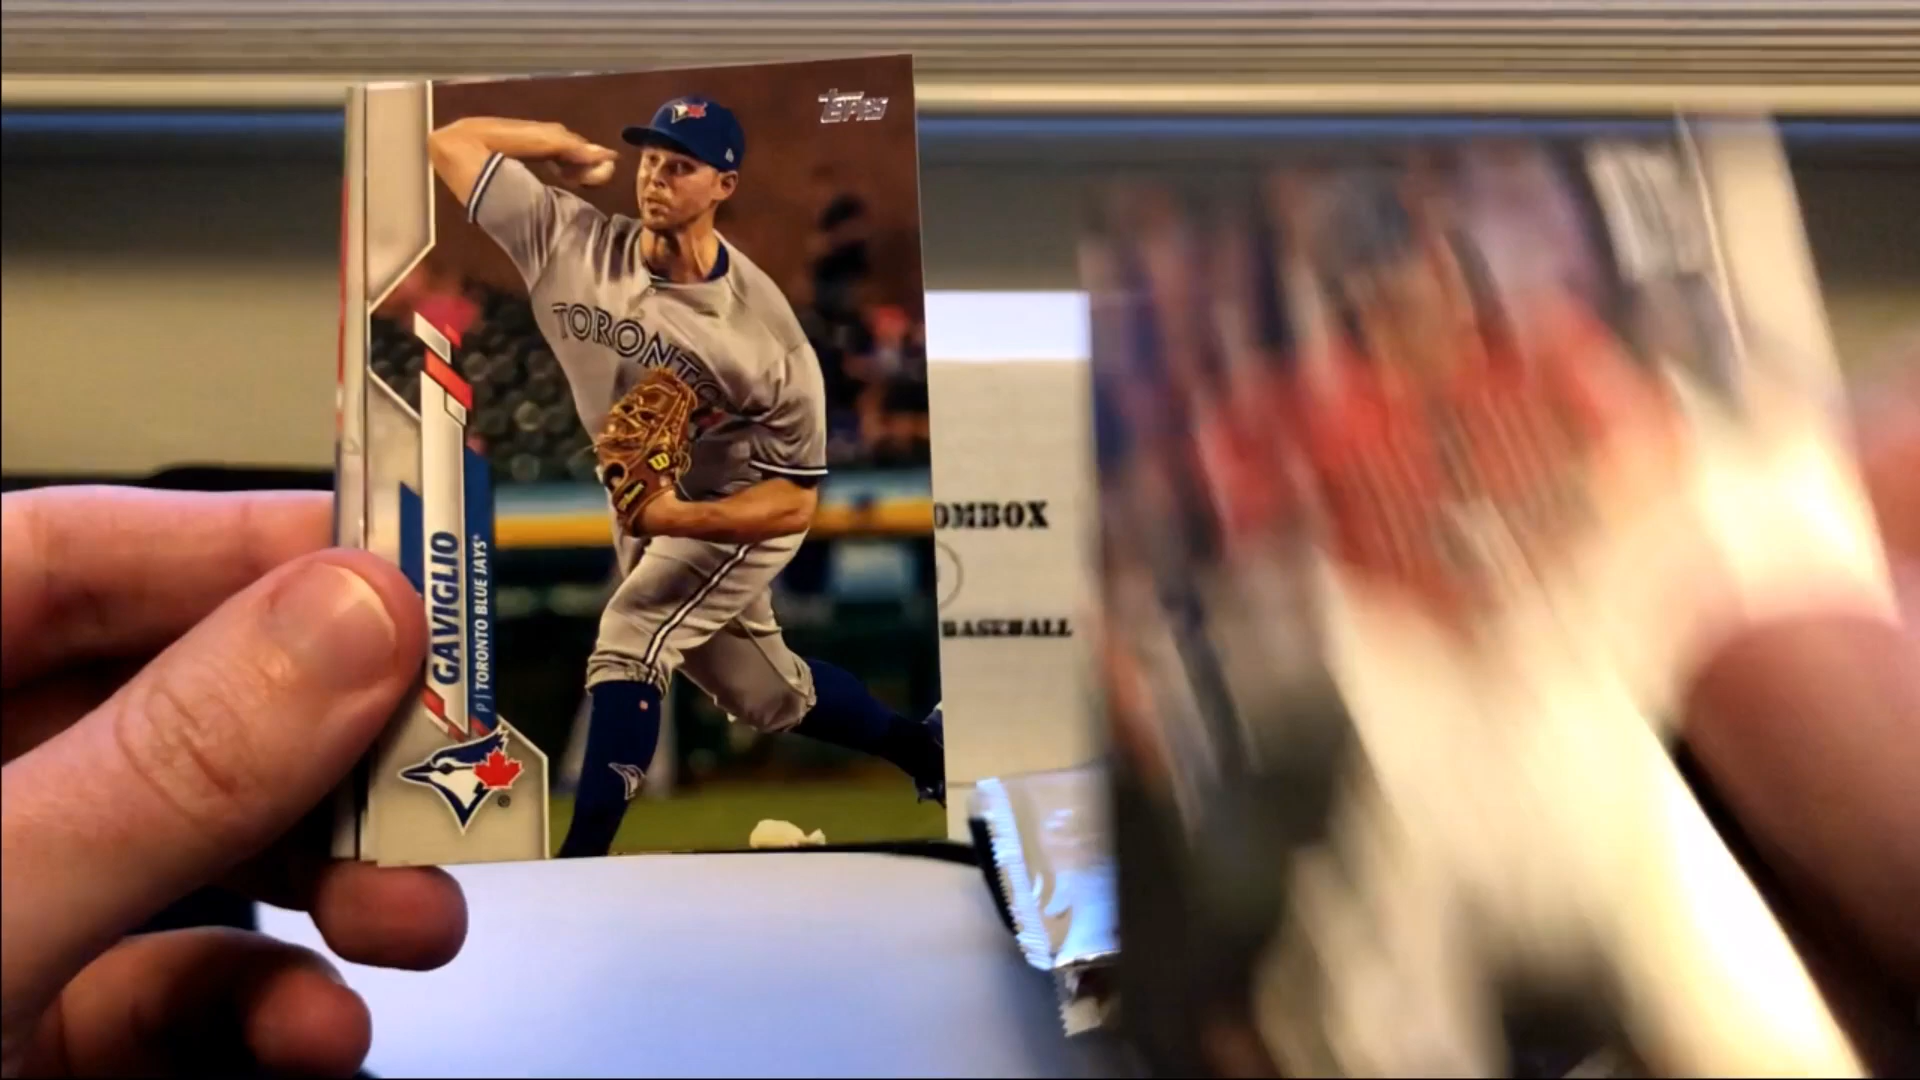 Topps
TORONTO
GAVIGLIO
P | TORONTO BLUE JAYS®
OMBOX
BASEBALL